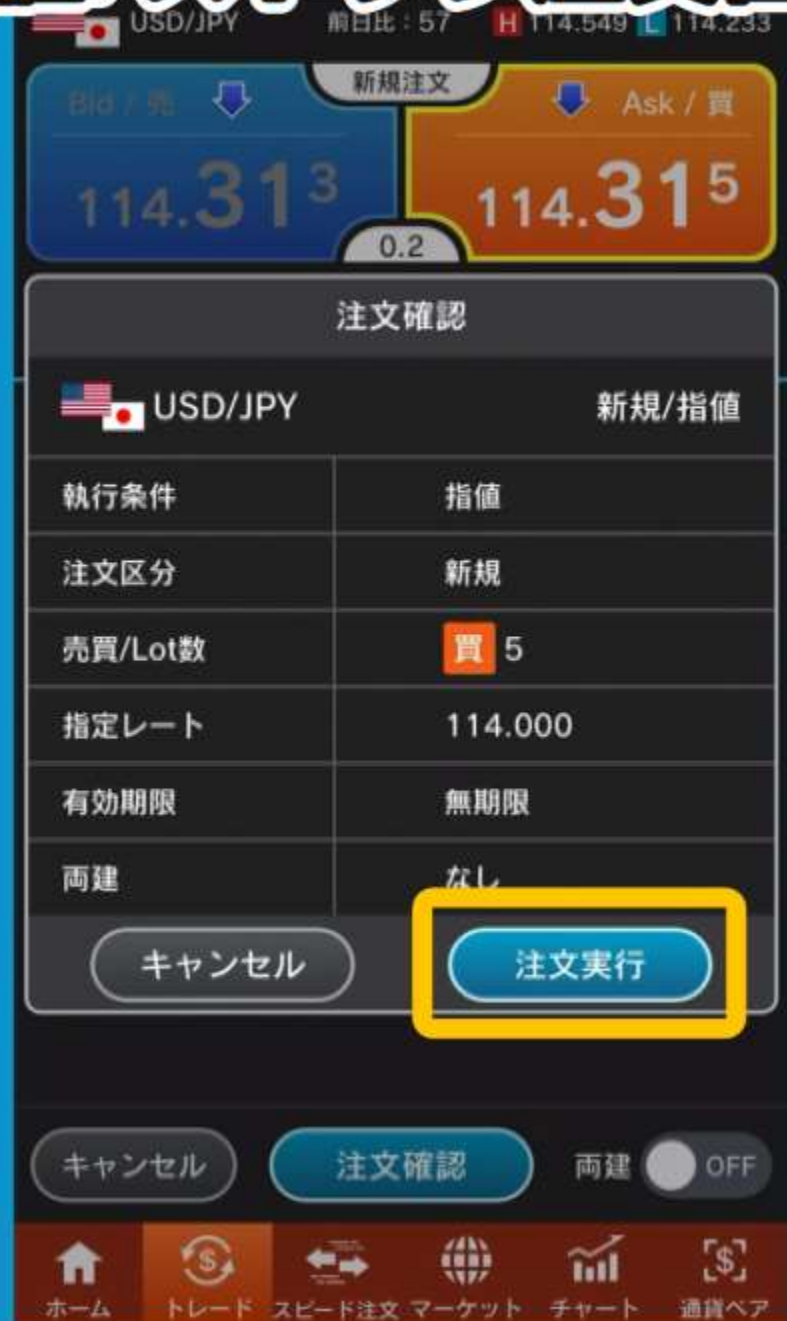 USD/JPY 前日比:57 H 114.549 L 114.233
新規注文
Bid / 売 Ask / 買
114.313 114.315
0.2
注文確認
USD/JPY 新規/指値
執行条件 指値
注文区分 新規
売買/Lot数 買 5
指定レート 114.000
有効期限 無期限
両建 なし
キャンセル 注文実行
キャンセル 注文確認 両建 OFF
ホーム トレード スピード注文 マーケット チャート 通貨ペア